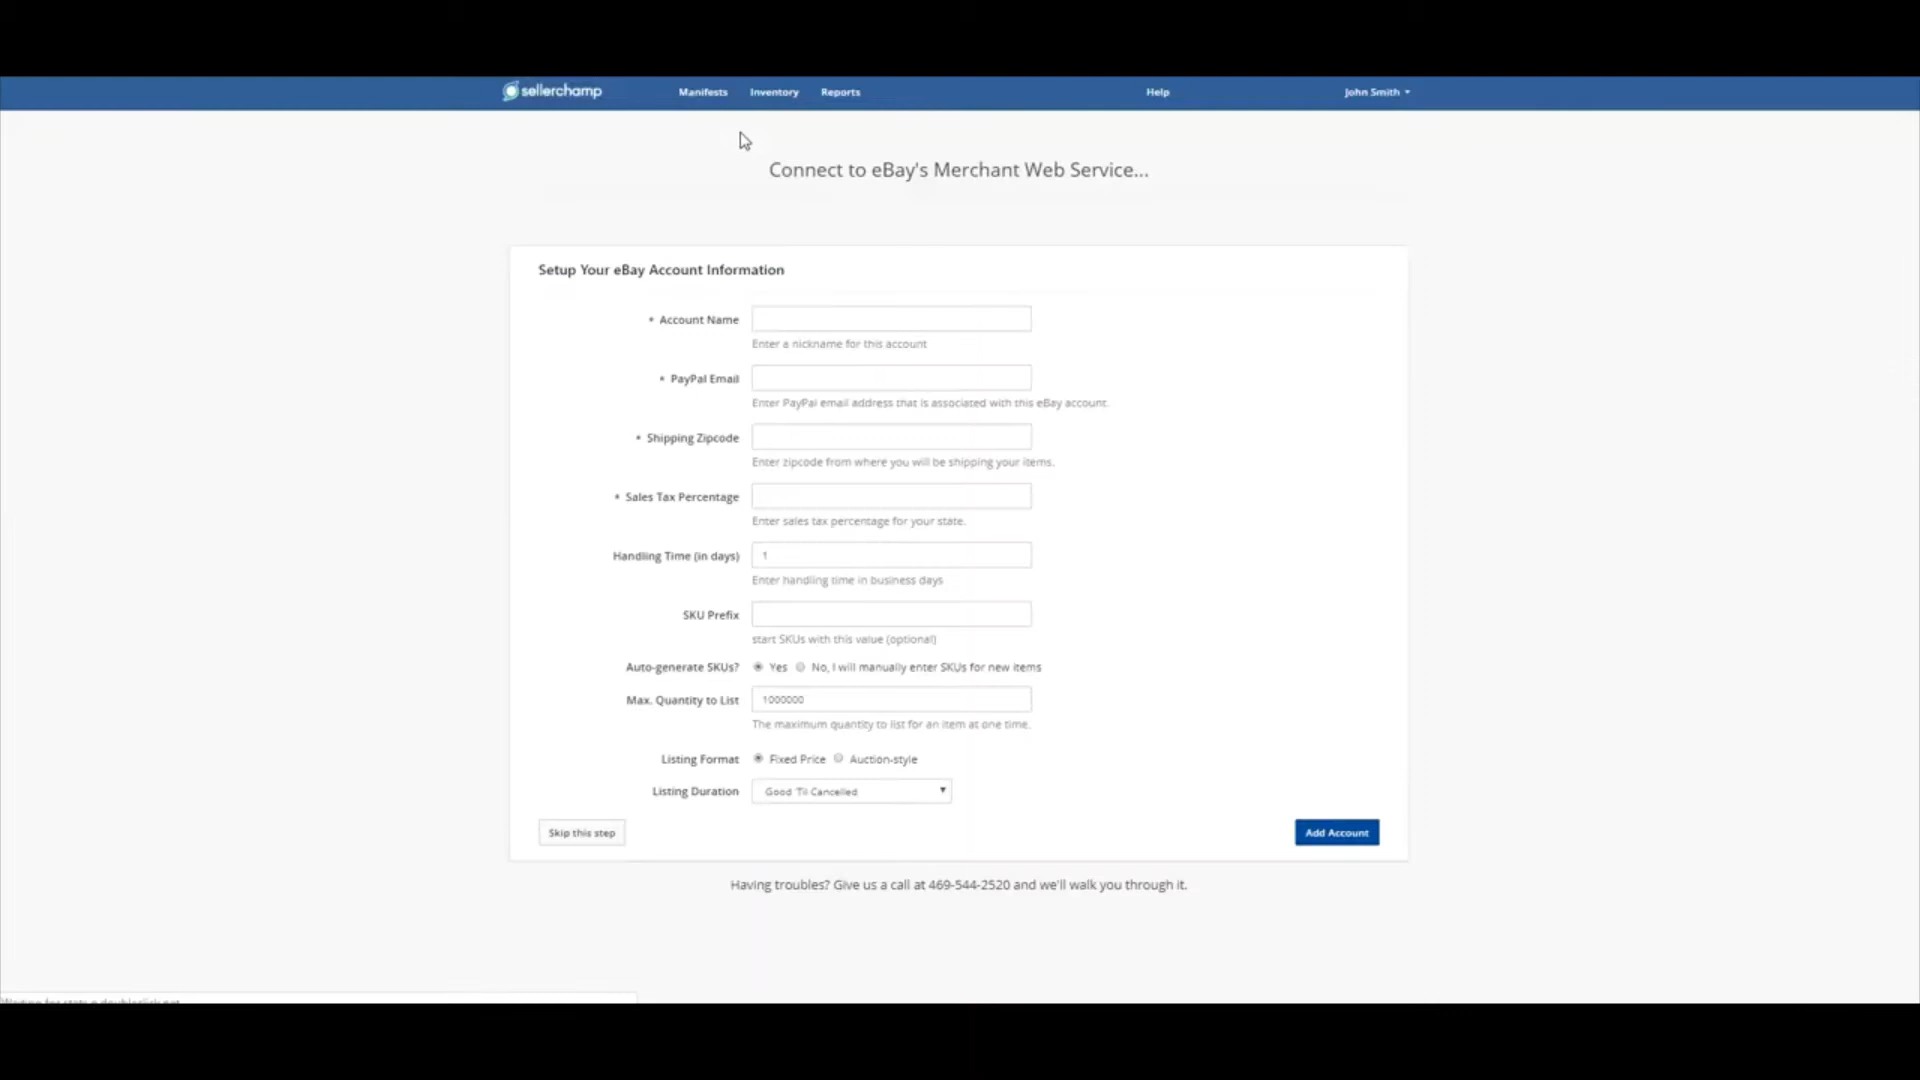 sellerchamp Manifests Inventory Reports Help John Smith
Connect to eBay's Merchant Web Service...
Setup Your eBay Account Information
* Account Name
Enter a nickname for this account
* PayPal Email
Enter PayPal email address that is associated with this eBay account.
* Shipping Zipcode
Enter zipcode from where you will be shipping your items.
* Sales Tax Percentage
Enter sales tax percentage for your state.
Handling Time (in days) 1
Enter handling time in business days
SKU Prefix
start SKUs with this value (optional)
Auto-generate SKUs? Yes No, I will manually enter SKUs for new items
Max. Quantity to List 1000000
The maximum quantity to list for an item at one time.
Listing Format Fixed Price Auction-style
Listing Duration Good 'Til Cancelled
Skip this step Add Account
Having troubles? Give us a call at 469-544-2520 and we'll walk you through it.